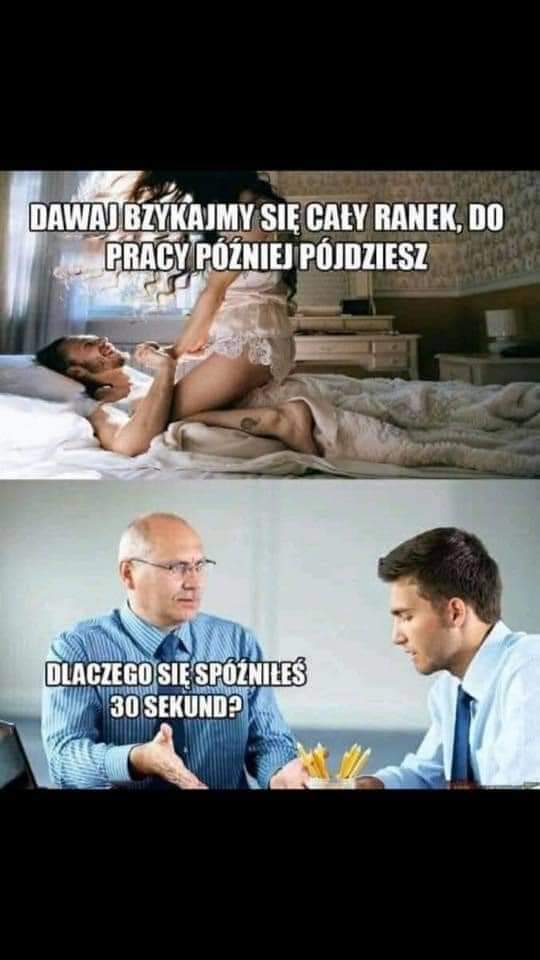 DAWAJ BZYKAJMY SIĘ CAŁY RANEK, DO
PRACY PÓŹNIEJ PÓJDZIESZ
DLACZEGO SIĘ SPÓŹNIŁEŚ
30 SEKUND?